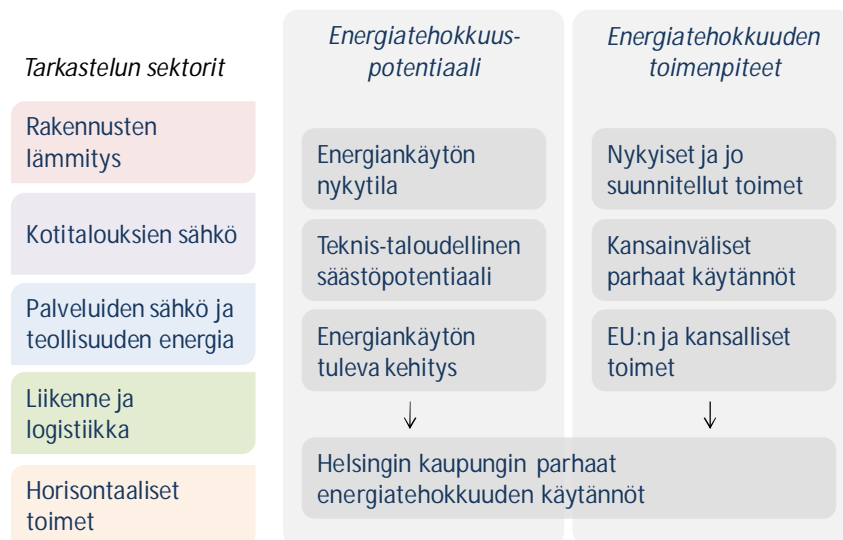 Tarkastelun sektorit
Rakennusten
lämmitys
Kotitalouksien sähkö
Palveluiden sähkö ja
teollisuuden energia
Liikenne ja
logistiikka
Horisontaaliset
toimet
Energiatehokkuus-
potentiaali
Energiankäytön
nykytila
Teknis-taloudellinen
säästöpotentiaali
Energiankäytön
tuleva kehitys
Energiatehokkuuden
toimenpiteet
Nykyiset ja jo
suunnitellut toimet
Kansainväliset
parhaat käytännöt
EU:n ja kansalliset
toimet
Helsingin kaupungin parhaat
energiatehokkuuden käytännöt